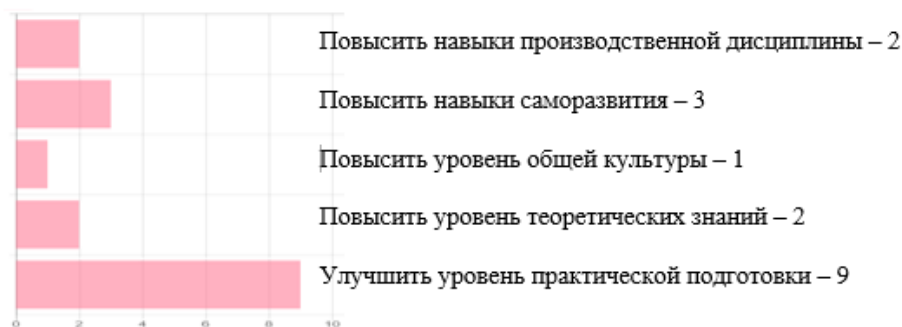 Повысить навыки производственной дисциплины – 2
Повысить навыки саморазвития – 3
Повысить уровень общей культуры – 1
Повысить уровень теоретических знаний – 2
Улучшить уровень практической подготовки – 9
0 2 4 6 8 10